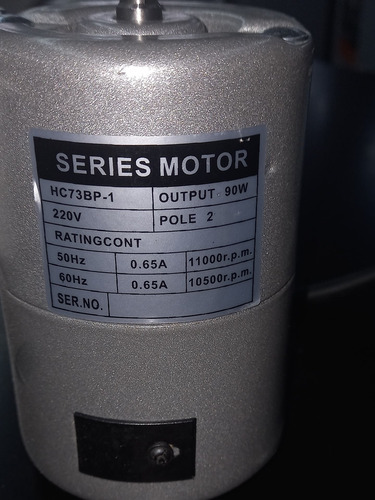 SERIES MOTOR
HC73BP-1 OUTPUT 90W
220V POLE 2
RATINGCONT
50Hz 0.65A 11000r.p.m.
60Hz 0.65A 10500r.p.m.
SER.NO.